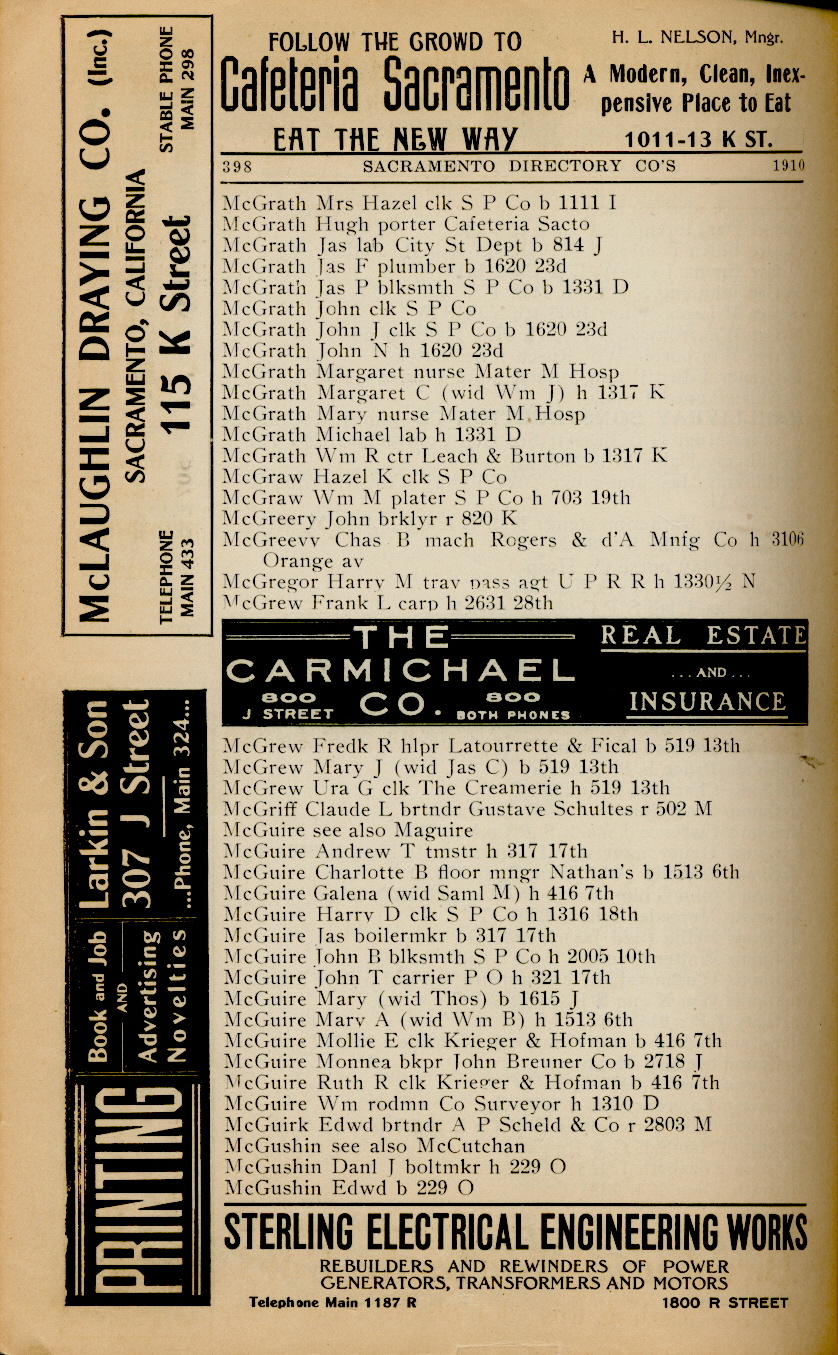 FOLLOW THE CROWD TO
Cafeteria Sacramento
EAT THE NEW WAY
H. L. NELSON, Mngr.
A Modern, Clean, Inex-
pensive Place to Eat
1011-13 K ST.
398 SACRAMENTO DIRECTORY CO'S 1910
McGrath Mrs Hazel clk S P Co b 1111 I
McGrath Hugh porter Cafeteria Sacto
McGrath Jas lab City St Dept b 814 J
McGrath Jas F plumber b 1620 23d
McGrath Jas P blksmth S P Co b 1331 D
McGrath John clk S P Co
McGrath John J clk S P Co b 1620 23d
McGrath John N h 1620 23d
McGrath Margaret nurse Mater M Hosp
McGrath Margaret C (wid Wm J) h 1317 K
McGrath Mary nurse Mater M Hosp
McGrath Michael lab h 1331 D
McGrath Wm R ctr Leach & Burton b 1317 K
McGraw Hazel K clk S P Co
McGraw Wm M plater S P Co h 703 19th
McGreery John brklyr r 820 K
McGreevy Chas B mach Rogers & d'A Mnfg Co h 3106
Orange av
McGregor Harry M trav pass agt U P R R h 1330½ N
McGrew Frank L carp h 2631 28th
THE
CARMICHAEL
CO.
800
J STREET
800
BOTH PHONES
REAL ESTATE
...AND...
INSURANCE
McGrew Fredk R hlpr Latourrette & Fical b 519 13th
McGrew Mary J (wid Jas C) b 519 13th
McGrew Ura G clk The Creamerie h 519 13th
McGriff Claude L brtndr Gustave Schultes r 502 M
McGuire see also Maguire
McGuire Andrew T tmstr h 317 17th
McGuire Charlotte B floor mngr Nathan's b 1513 6th
McGuire Galena (wid Saml M) h 416 7th
McGuire Harry D clk S P Co h 1316 18th
McGuire Jas boilermkr b 317 17th
McGuire John B blksmth S P Co h 2005 10th
McGuire John T carrier P O h 321 17th
McGuire Mary (wid Thos) b 1615 J
McGuire Mary A (wid Wm B) h 1513 6th
McGuire Mollie E clk Krieger & Hofman b 416 7th
McGuire Monnea bkpr John Breuner Co b 2718 J
McGuire Ruth R clk Krieger & Hofman b 416 7th
McGuire Wm rodmn Co Surveyor h 1310 D
McGuirk Edwd brtndr A P Scheld & Co r 2803 M
McGushin see also McCutchan
McGushin Danl J boltmkr h 229 O
McGushin Edwd b 229 O
STERLING ELECTRICAL ENGINEERING WORKS
REBUILDERS AND REWINDERS OF POWER
GENERATORS, TRANSFORMERS AND MOTORS
Telephone Main 1187 R 1800 R STREET
McLAUGHLIN DRAYING CO. (Inc.)
SACRAMENTO, CALIFORNIA
TELEPHONE
MAIN 433
115 K Street
STABLE PHONE
MAIN 298
PRINTING
Book and Job
AND
Advertising
Novelties
Larkin & Son
307 J Street
...Phone, Main 324...